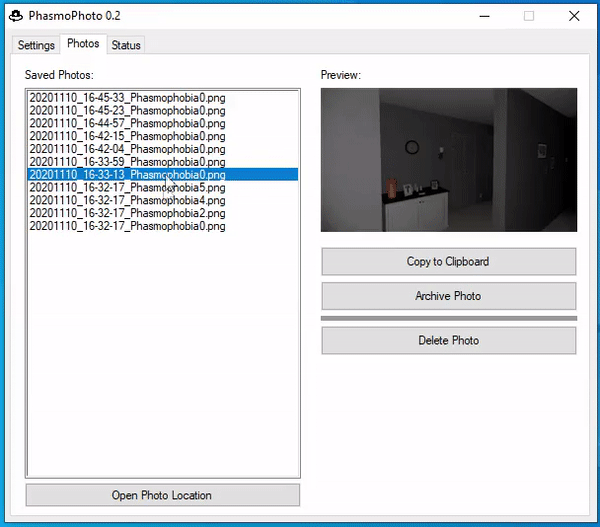 PhasmoPhoto 0.2
Settings Photos Status
Saved Photos:
20201110_16-45-33_Phasmophobia0.png
20201110_16-45-23_Phasmophobia0.png
20201110_16-44-57_Phasmophobia0.png
20201110_16-42-15_Phasmophobia0.png
20201110_16-42-04_Phasmophobia0.png
20201110_16-33-59_Phasmophobia0.png
20201110_16-33-13_Phasmophobia0.png
20201110_16-32-17_Phasmophobia5.png
20201110_16-32-17_Phasmophobia4.png
20201110_16-32-17_Phasmophobia2.png
20201110_16-32-17_Phasmophobia0.png
Open Photo Location
Preview:
Copy to Clipboard
Archive Photo
Delete Photo